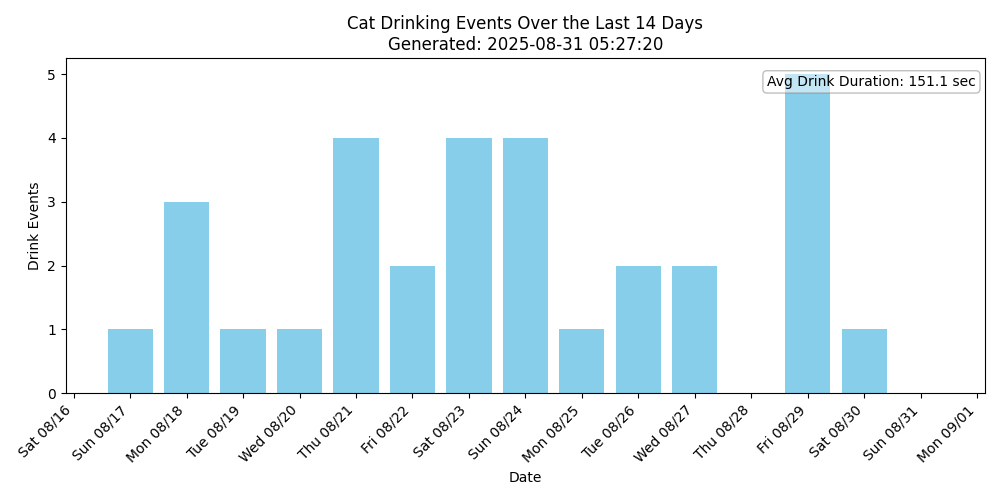 Cat Drinking Events Over the Last 14 Days
Generated: 2025-08-31 05:27:20
Avg Drink Duration: 151.1 sec
Drink Events
5
4
3
2
1
0
Sat 08/16
Sun 08/17
Mon 08/18
Tue 08/19
Wed 08/20
Thu 08/21
Fri 08/22
Sat 08/23
Sun 08/24
Mon 08/25
Tue 08/26
Wed 08/27
Thu 08/28
Fri 08/29
Sat 08/30
Sun 08/31
Mon 09/01
Date